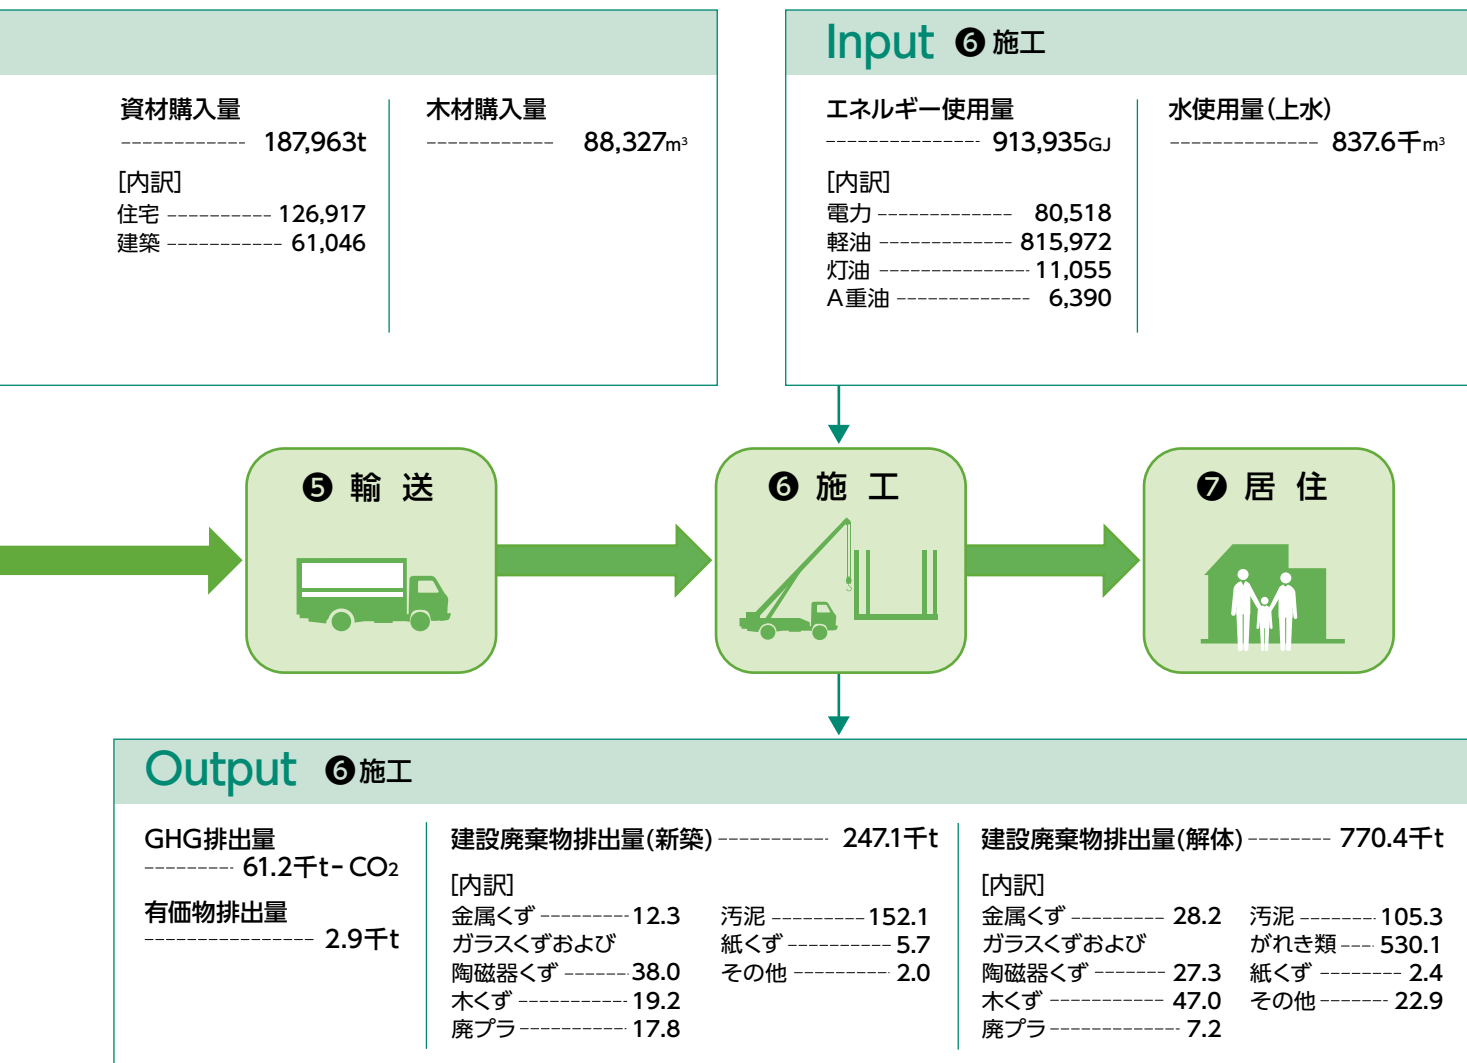 資材購入量
187,963t
[内訳]
住宅 126,917
建築 61,046
木材購入量
88,327m³
Input ❻ 施工
エネルギー使用量
913,935GJ
[内訳]
電力 80,518
軽油 815,972
灯油 11,055
A重油 6,390
水使用量(上水)
837.6千m³
❺ 輸送
❻ 施工
❼ 居住
Output ❻施工
GHG排出量
61.2千t-CO₂
有価物排出量
2.9千t
建設廃棄物排出量(新築) 247.1千t
[内訳]
金属くず 12.3
ガラスくずおよび
陶磁器くず 38.0
木くず 19.2
廃プラ 17.8
汚泥 152.1
紙くず 5.7
その他 2.0
建設廃棄物排出量(解体) 770.4千t
[内訳]
金属くず 28.2
ガラスくずおよび
陶磁器くず 27.3
木くず 47.0
廃プラ 7.2
汚泥 105.3
がれき類 530.1
紙くず 2.4
その他 22.9